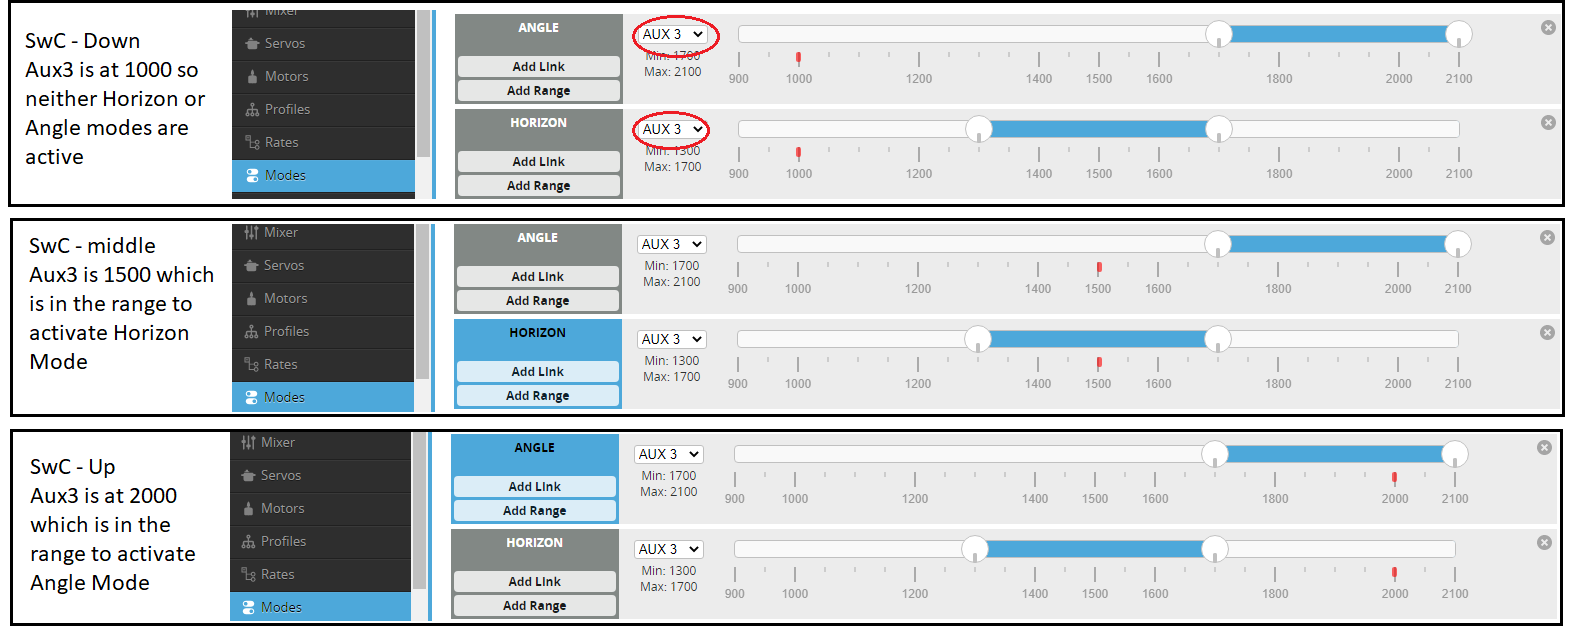 SwC - Down
Aux3 is at 1000 so
neither Horizon or
Angle modes are
active
Mixer
Servos
Motors
Profiles
Rates
Modes
ANGLE
Add Link
Add Range
AUX 3
Min: 1700
Max: 2100
900 1000 1200 1400 1500 1600 1800 2000 2100
HORIZON
Add Link
Add Range
AUX 3
Min: 1300
Max: 1700
900 1000 1200 1400 1500 1600 1800 2000 2100
SwC - middle
Aux3 is 1500 which
is in the range to
activate Horizon
Mode
Mixer
Servos
Motors
Profiles
Rates
Modes
ANGLE
Add Link
Add Range
AUX 3
Min: 1700
Max: 2100
900 1000 1200 1400 1500 1600 1800 2000 2100
HORIZON
Add Link
Add Range
AUX 3
Min: 1300
Max: 1700
900 1000 1200 1400 1500 1600 1800 2000 2100
SwC - Up
Aux3 is at 2000
which is in the
range to activate
Angle Mode
Mixer
Servos
Motors
Profiles
Rates
Modes
ANGLE
Add Link
Add Range
AUX 3
Min: 1700
Max: 2100
900 1000 1200 1400 1500 1600 1800 2000 2100
HORIZON
Add Link
Add Range
AUX 3
Min: 1300
Max: 1700
900 1000 1200 1400 1500 1600 1800 2000 2100